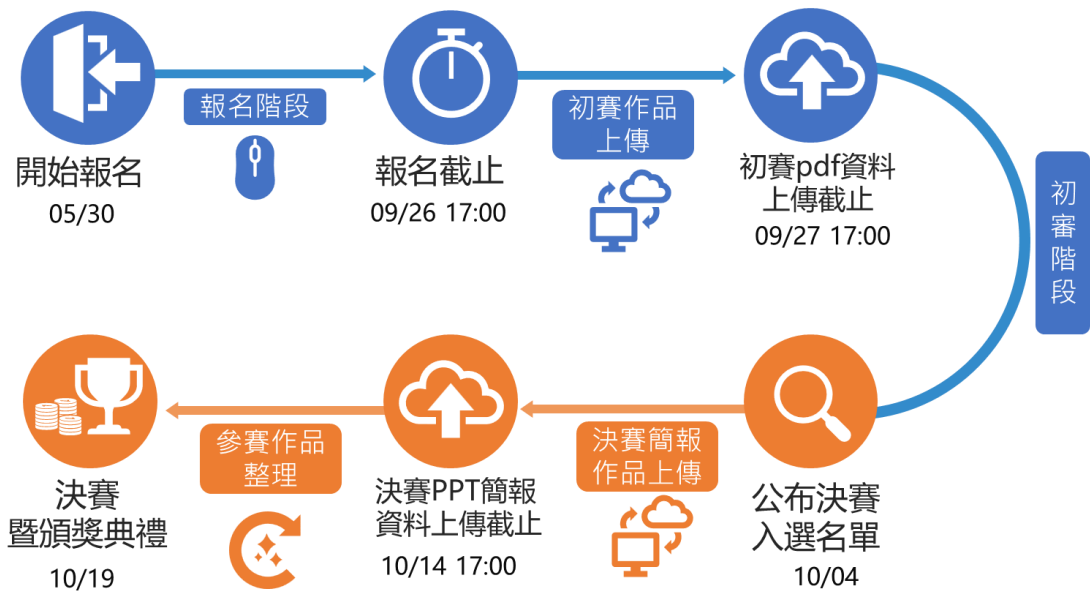 開始報名
05/30
報名階段
報名截止
09/26 17:00
初賽作品
上傳
初賽pdf資料
上傳截止
09/27 17:00
初
審
階
段
公布決賽
入選名單
10/04
決賽簡報
作品上傳
決賽PPT簡報
資料上傳截止
10/14 17:00
參賽作品
整理
決賽
暨頒獎典禮
10/19